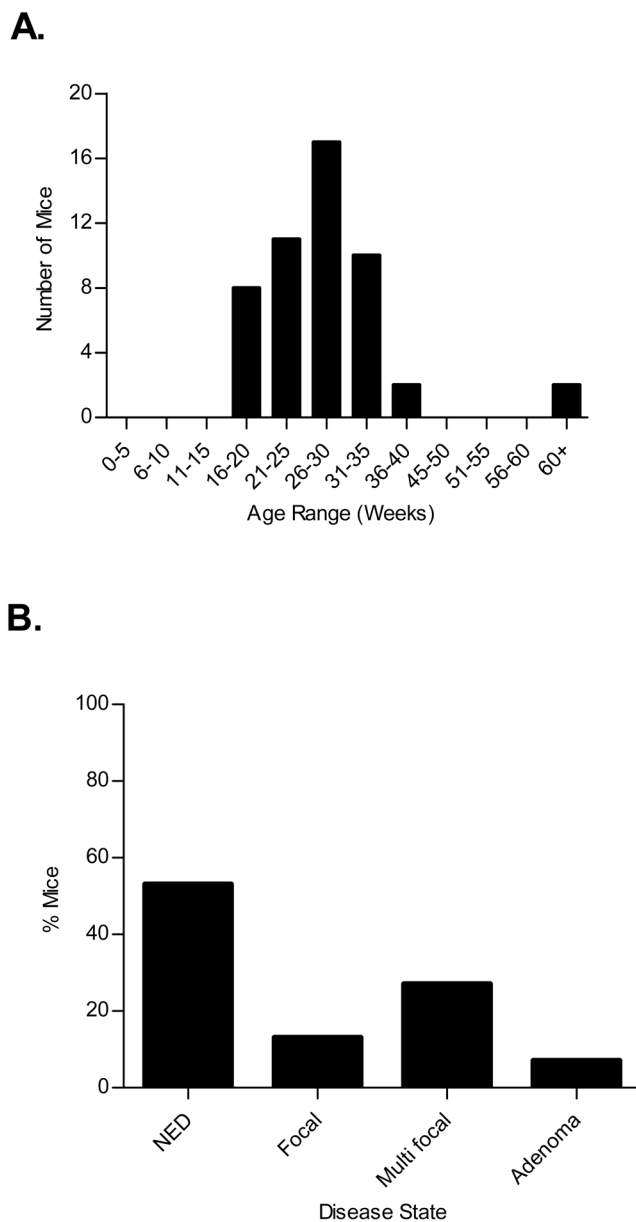 A.
20
16
12
8
4
0
Number of Mice
0-5
6-10
11-15
16-20
21-25
26-30
31-35
36-40
45-50
51-55
56-60
60+
Age Range (Weeks)
B.
100
80
60
40
20
0
% Mice
NED
Focal
Multi focal
Adenoma
Disease State